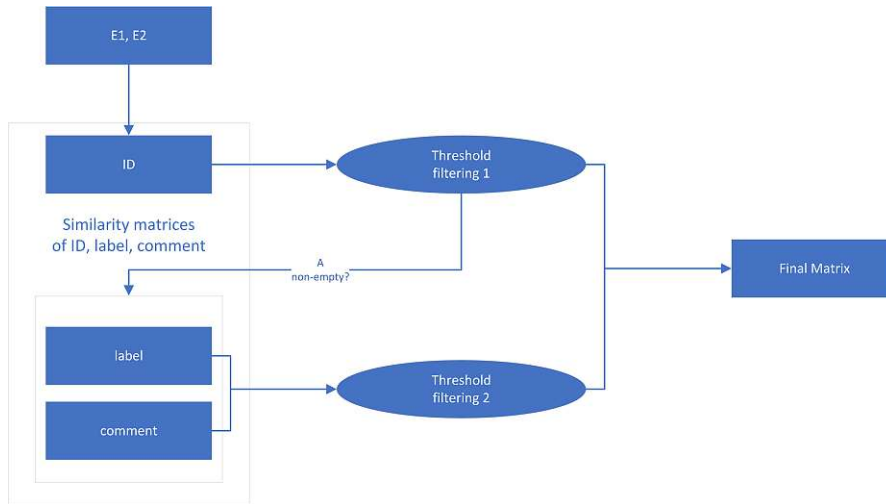 E1, E2
ID
Threshold
filtering 1
Similarity matrices
of ID, label, comment
A
non-empty?
Final Matrix
label
Threshold
filtering 2
comment